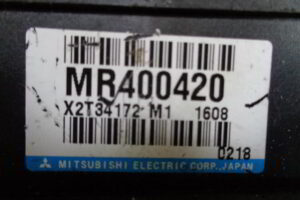 MR400420
X2T34172 M1 1608
0218
MITSUBISHI ELECTRIC CORP., JAPAN